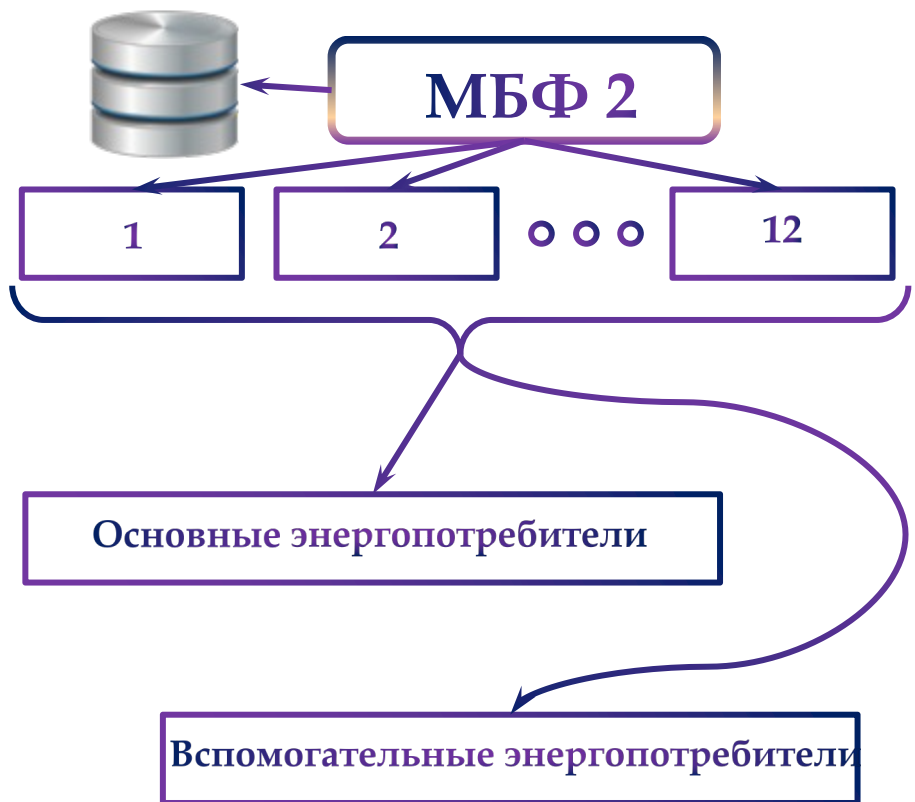 МБФ 2
1
2
12
Основные энергопотребители
Вспомогательные энергопотребители